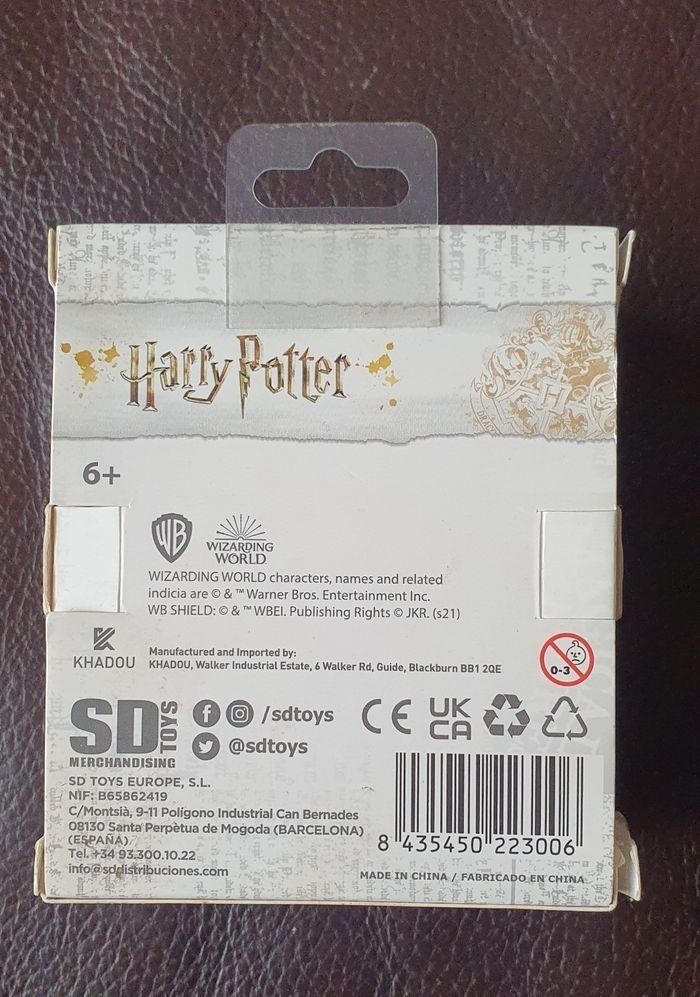 Harry Potter
6+
WB
WIZARDING
WORLD
WIZARDING WORLD characters, names and related
indicia are © & ™ Warner Bros. Entertainment Inc.
WB SHIELD: © & ™ WBEI. Publishing Rights © JKR. (s21)
KHADOU
Manufactured and Imported by:
KHADOU, Walker Industrial Estate, 6 Walker Rd, Guide, Blackburn BB1 2QE
0-3
SD TOYS
MERCHANDISING
/sdtoys
@sdtoys
CE UK CA
SD TOYS EUROPE, S.L.
NIF: B65862419
C/Montsià, 9-11 Polígono Industrial Can Bernades
08130 Santa Perpètua de Mogoda (BARCELONA)
(ESPAÑA)
Tel. +34 93.300.10.22
info@sddistribuciones.com
8 435450 223006
MADE IN CHINA / FABRICADO EN CHINA